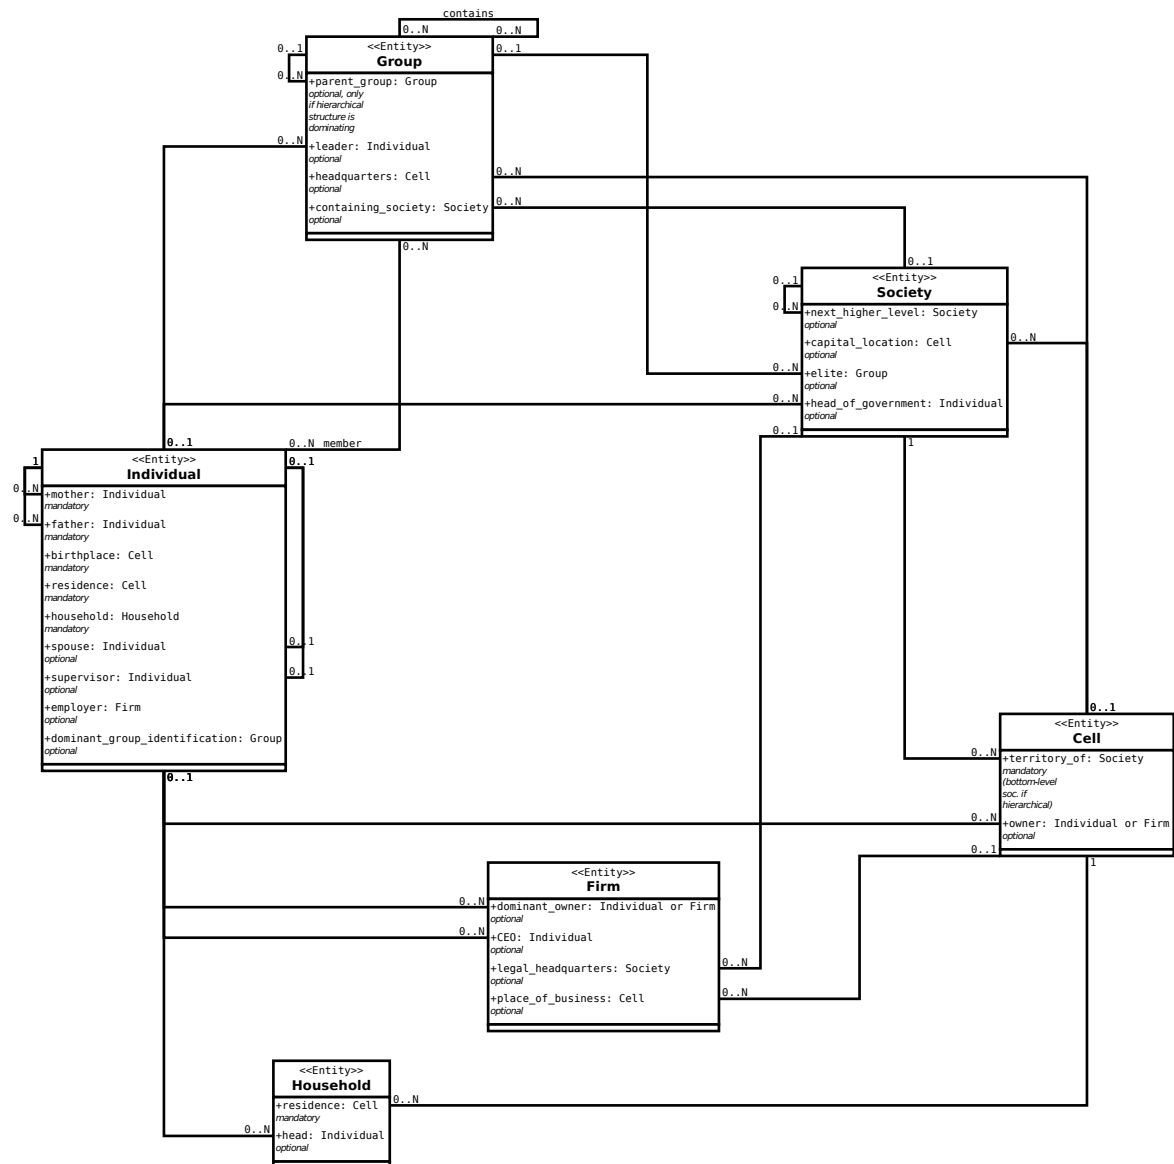 contains
0..N
0..N
<<Entity>>
Group
0..1
0..1
0..N
+parent_group: Group
optional, only
if hierarchical
structure is
dominating
0..N
+leader: Individual
optional
+headquarters: Cell
0..N
optional
+containing_society: Society
0..N
optional
0..N
0..1
<<Entity>>
Society
0..1
0..N
+next_higher_level: Society
optional
+capital_location: Cell
0..N
optional
0..N
+elite: Group
optional
0..N
+head_of_government: Individual
optional
0..1
1
0..1
0..N member
<<Entity>>
Individual
1
0..1
0..N
+mother: Individual
mandatory
0..N
+father: Individual
mandatory
+birthplace: Cell
mandatory
+residence: Cell
mandatory
+household: Household
mandatory
+spouse: Individual
0..1
optional
+supervisor: Individual
0..1
optional
+employer: Firm
optional
+dominant_group_identification: Group
optional
0..1
0..1
<<Entity>>
Cell
0..N
+territory_of: Society
mandatory
(bottom-level
soc. if
hierarchical)
0..N
+owner: Individual or Firm
optional
0..1
1
<<Entity>>
Firm
0..N
+dominant_owner: Individual or Firm
optional
0..N
+CEO: Individual
optional
+legal_headquarters: Society
0..N
optional
+place_of_business: Cell
0..N
optional
<<Entity>>
Household
+residence: Cell
0..N
mandatory
0..N
+head: Individual
optional